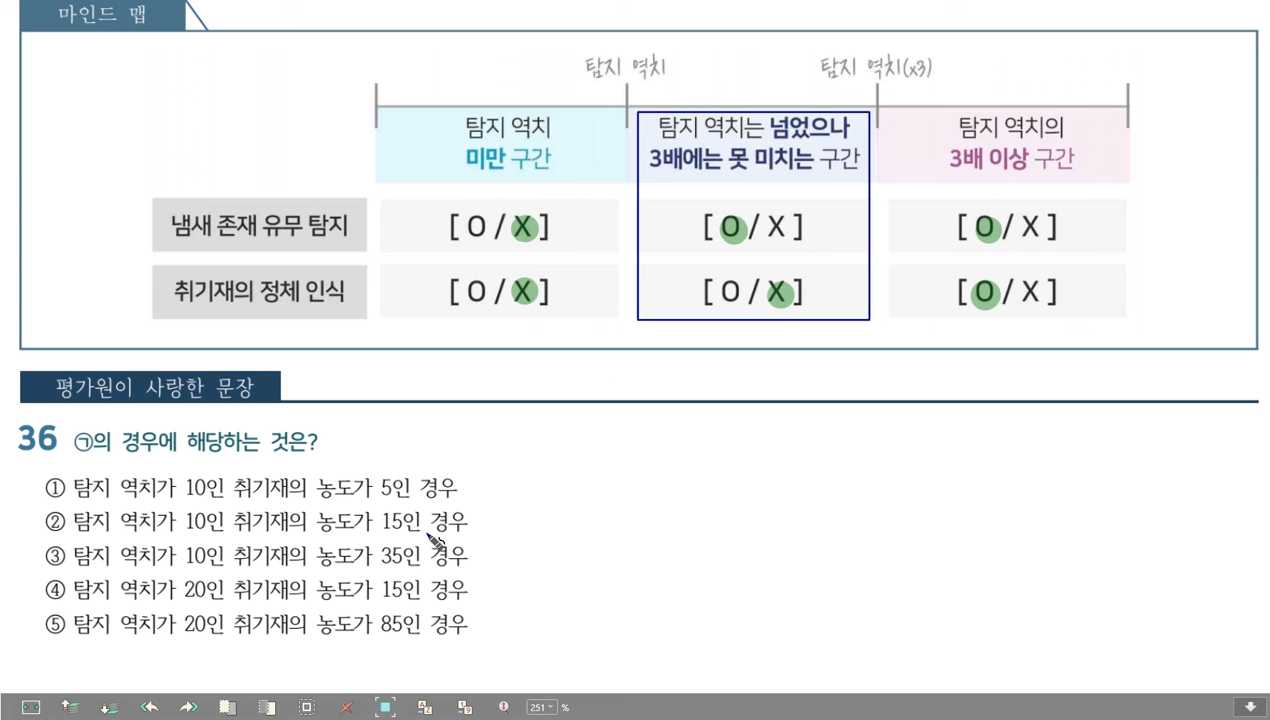 마인드 맵
탐지 역치
탐지 역치(x3)
탐지 역치
미만 구간
탐지 역치는 넘었으나
3배에는 못 미치는 구간
탐지 역치의
3배 이상 구간
냄새 존재 유무 탐지
[ O / X ]
[ O / X ]
[ O / X ]
취기재의 정체 인식
[ O / X ]
[ O / X ]
[ O / X ]
평가원이 사랑한 문장
36 ㉠의 경우에 해당하는 것은?
① 탐지 역치가 10인 취기재의 농도가 5인 경우
② 탐지 역치가 10인 취기재의 농도가 15인 경우
③ 탐지 역치가 10인 취기재의 농도가 35인 경우
④ 탐지 역치가 20인 취기재의 농도가 15인 경우
⑤ 탐지 역치가 20인 취기재의 농도가 85인 경우
251 %